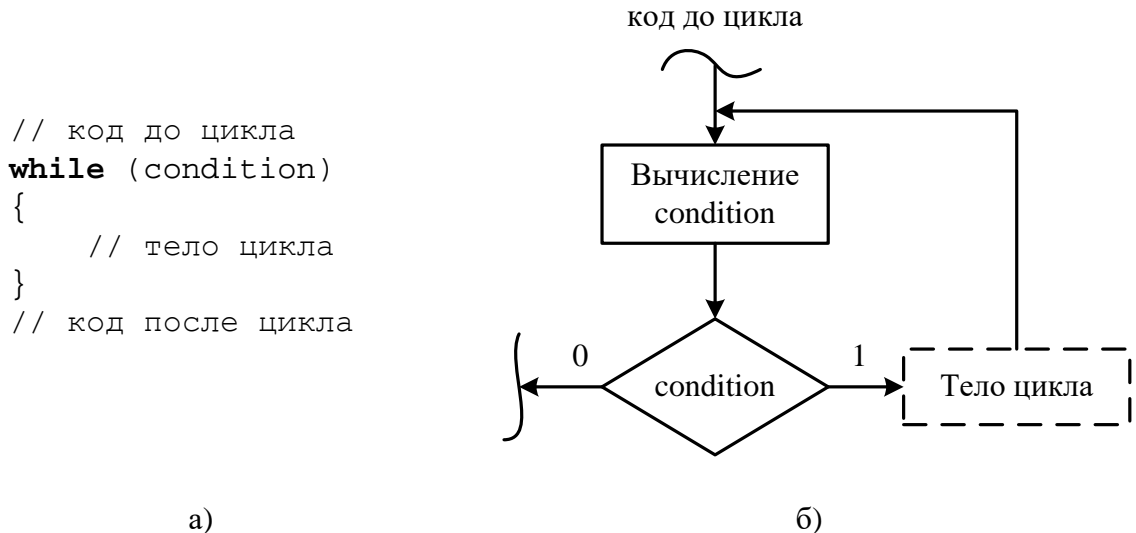 // код до цикла
while (condition)
{
// тело цикла
}
// код после цикла
а)
код до цикла
Вычисление
condition
0
condition
1
Тело цикла
б)